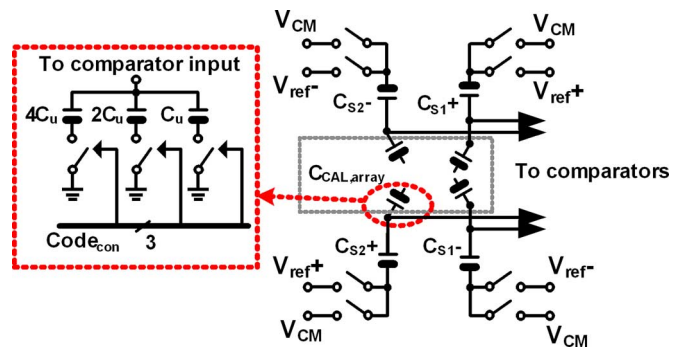 To comparator input
4Cu 2Cu Cu
Codecon 3
VCM
Vref-
CS2-
VCM
Vref+
CS1+
CCAL,array
To comparators
CS2+
CS1-
Vref+
VCM
Vref-
VCM